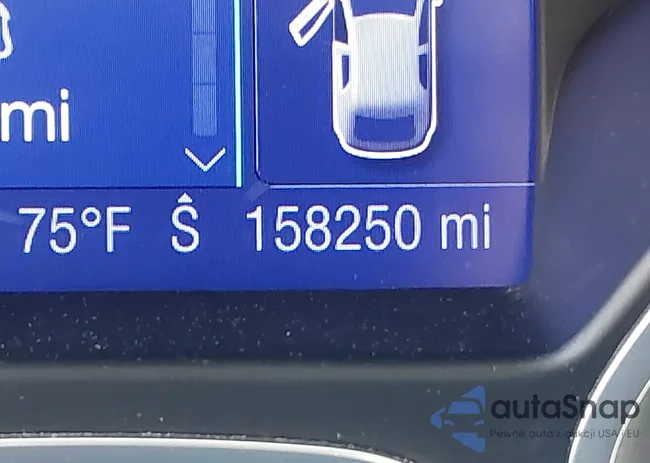 mi
75°F Ŝ 158250 mi
autaSnap
Pewne auta z aukcji USA i EU